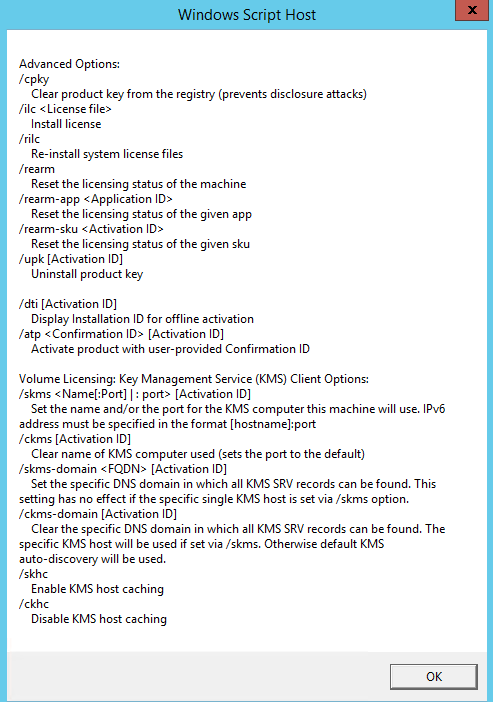 Windows Script Host
x
Advanced Options:
/cpky
Clear product key from the registry (prevents disclosure attacks)
/ilc <License file>
Install license
/rilc
Re-install system license files
/rearm
Reset the licensing status of the machine
/rearm-app <Application ID>
Reset the licensing status of the given app
/rearm-sku <Activation ID>
Reset the licensing status of the given sku
/upk [Activation ID]
Uninstall product key
/dti [Activation ID]
Display Installation ID for offline activation
/atp <Confirmation ID> [Activation ID]
Activate product with user-provided Confirmation ID
Volume Licensing: Key Management Service (KMS) Client Options:
/skms <Name[:Port] | : port> [Activation ID]
Set the name and/or the port for the KMS computer this machine will use. IPv6
address must be specified in the format [hostname]:port
/ckms [Activation ID]
Clear name of KMS computer used (sets the port to the default)
/skms-domain <FQDN> [Activation ID]
Set the specific DNS domain in which all KMS SRV records can be found. This
setting has no effect if the specific single KMS host is set via /skms option.
/ckms-domain [Activation ID]
Clear the specific DNS domain in which all KMS SRV records can be found. The
specific KMS host will be used if set via /skms. Otherwise default KMS
auto-discovery will be used.
/skhc
Enable KMS host caching
/ckhc
Disable KMS host caching
OK